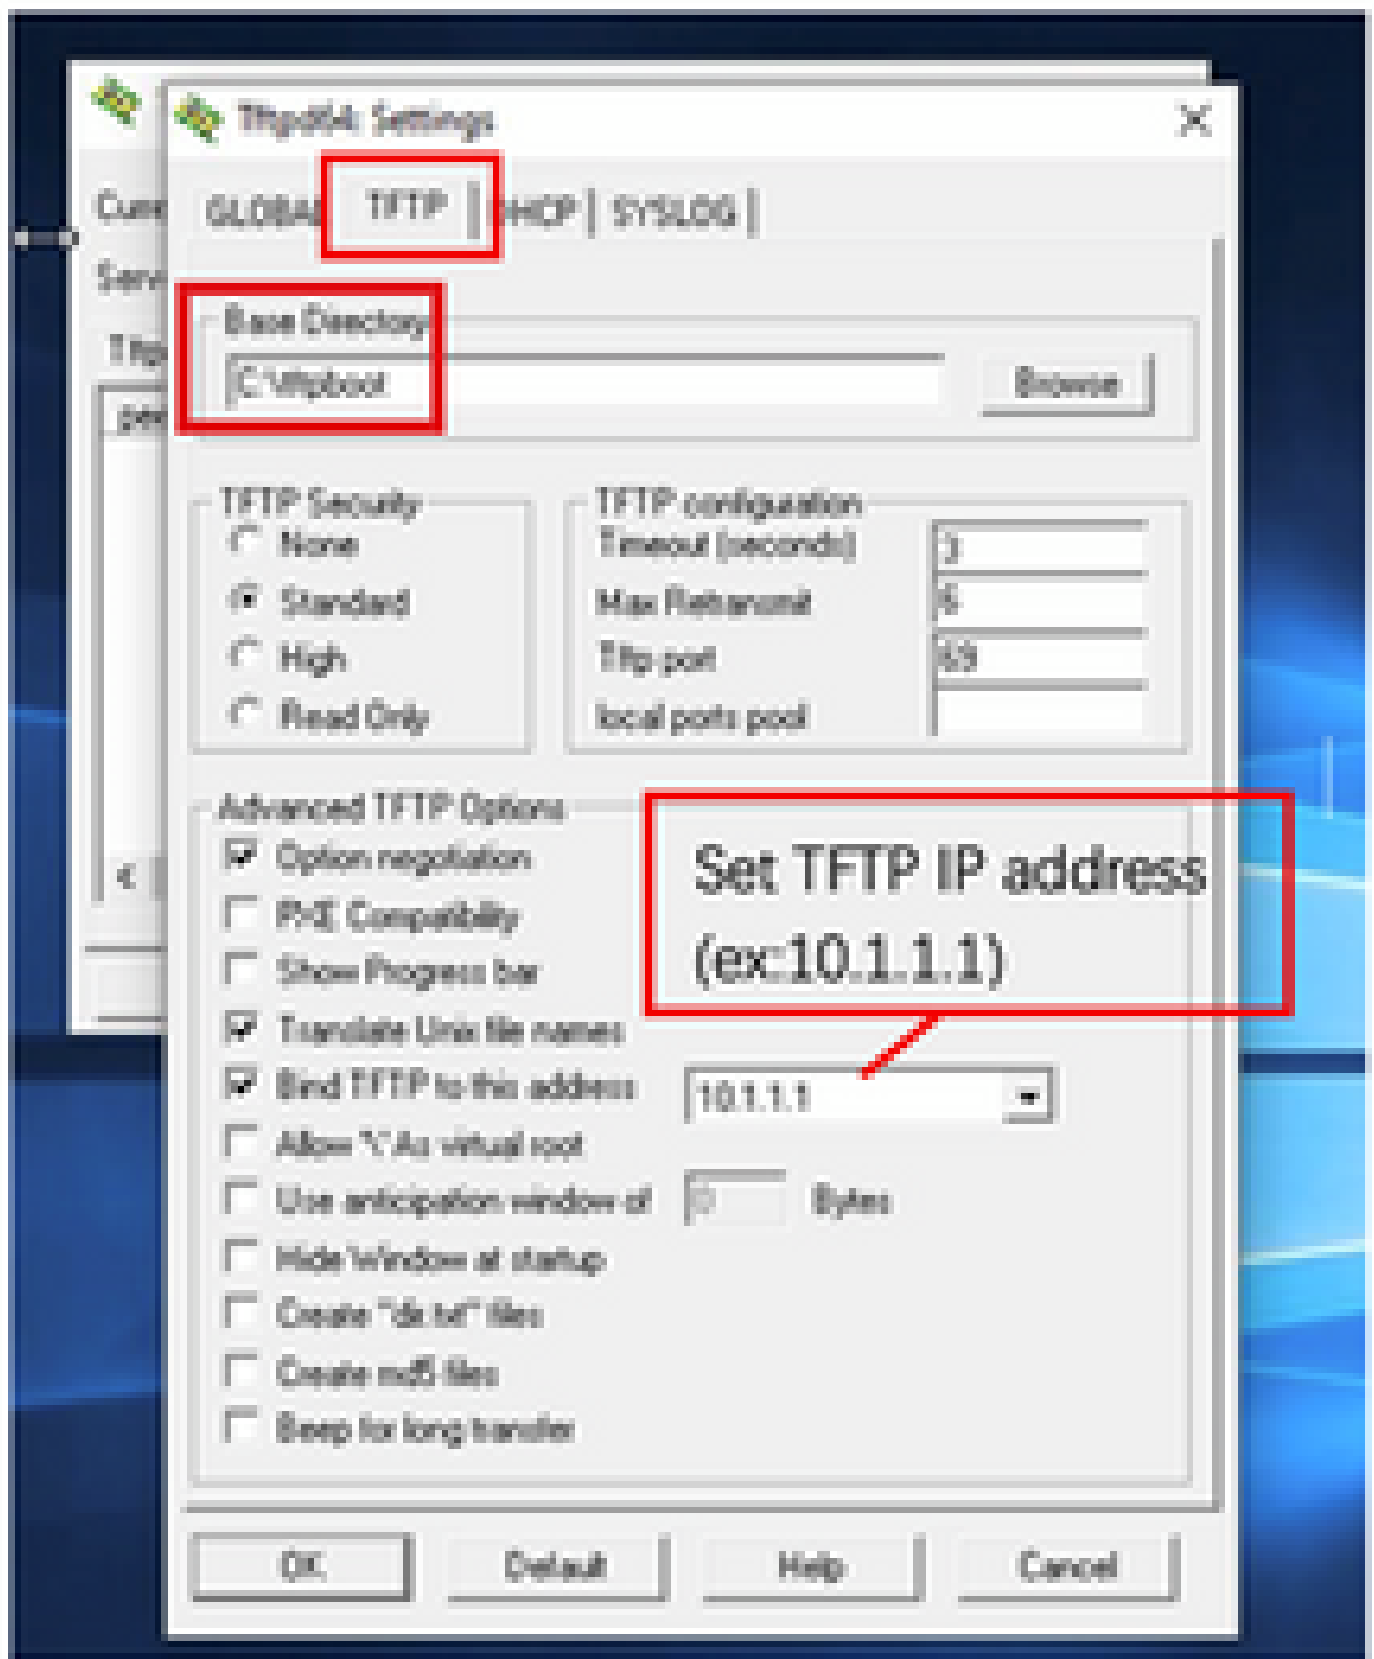 Tftpd64: Settings
GLOBAL TFTP DHCP SYSLOG
Base Directory
C:\tftpboot
Browse
TFTP Security
None
Standard
High
Read Only
TFTP configuration
Timeout (seconds) 3
Max Retransmit 6
Tftp port 69
local ports pool
Advanced TFTP Options
Option negotiation
PXE Compatibility
Show Progress bar
Translate Unix file names
Bind TFTP to this address 10.1.1.1
Allow '\' As virtual root
Use anticipation window of 0 Bytes
Hide Window at startup
Create "dir.txt" files
Create md5 files
Beep for long transfer
Set TFTP IP address
(ex:10.1.1.1)
OK Default Help Cancel